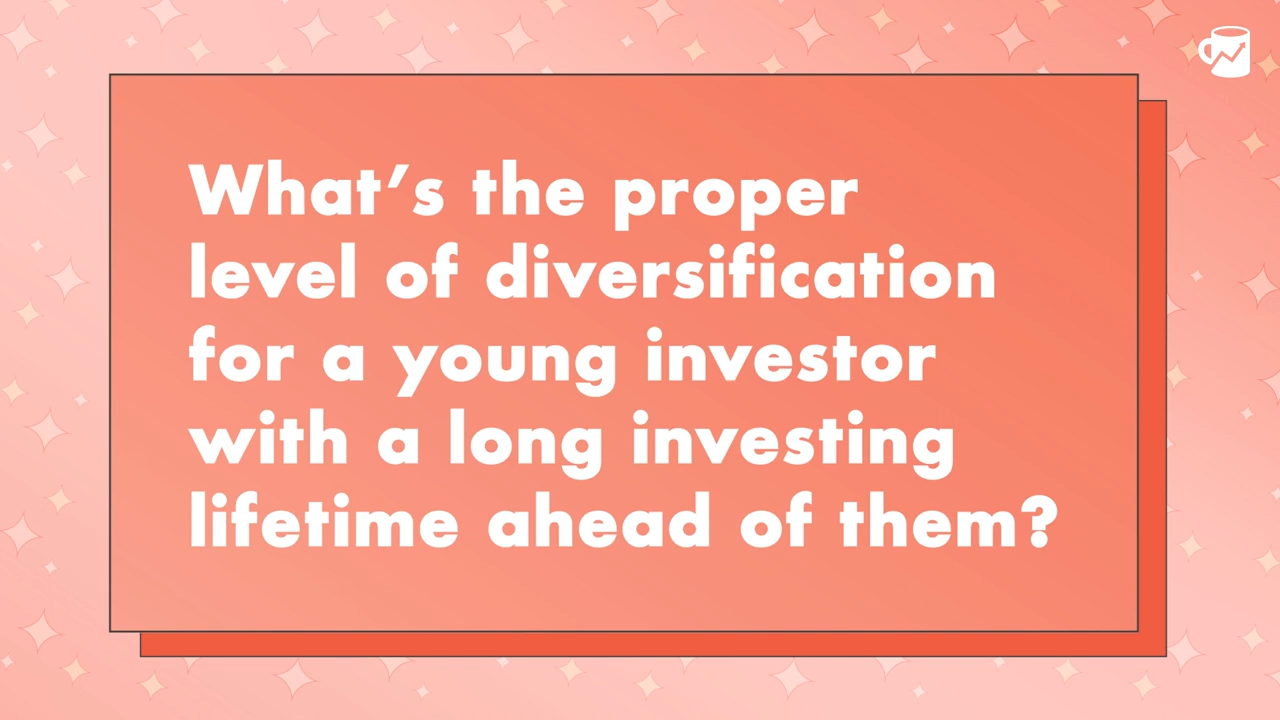 What’s the proper
level of diversification
for a young investor
with a long investing
lifetime ahead of them?